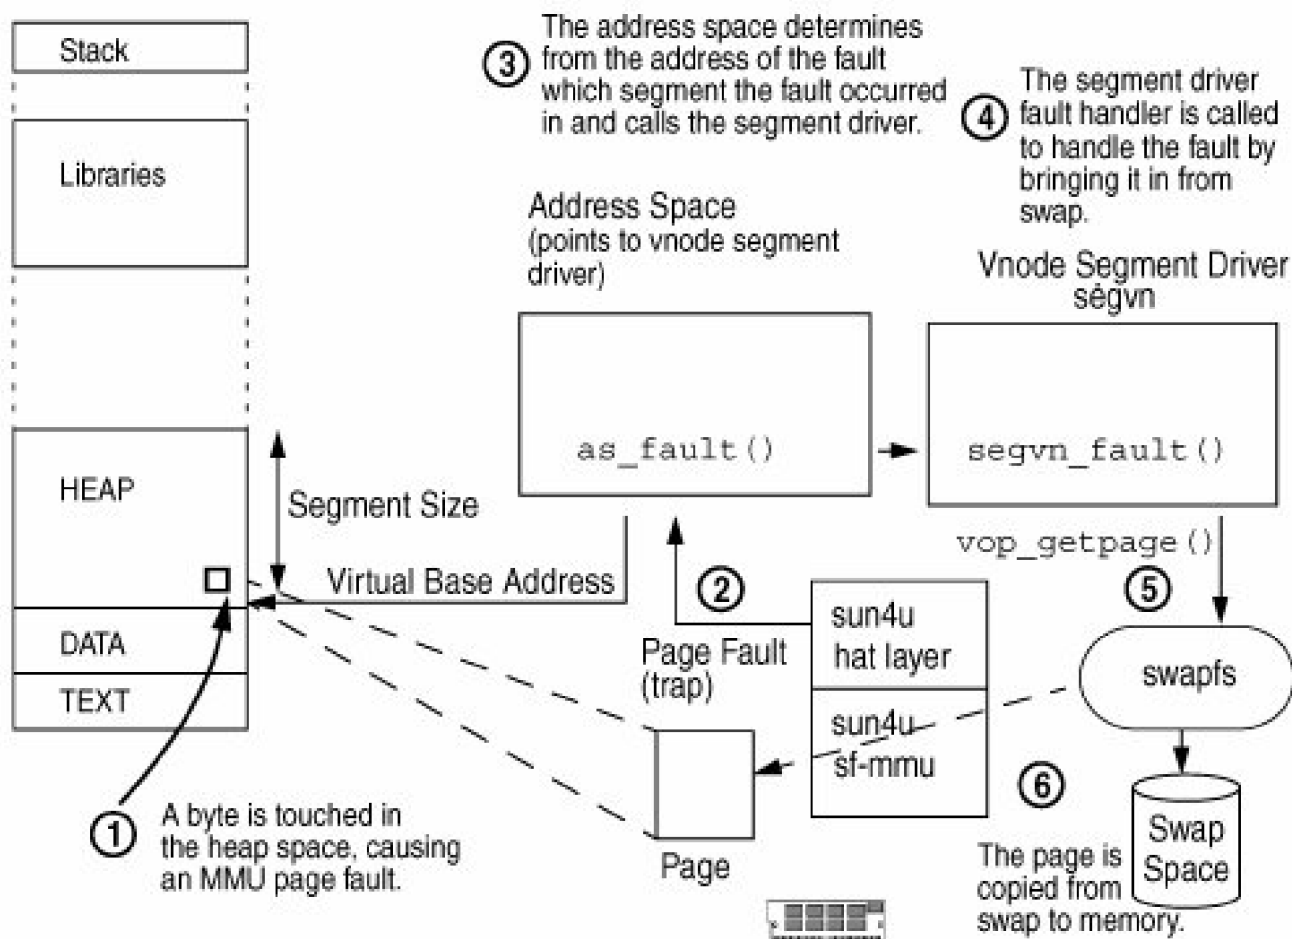 Stack
Libraries
HEAP
DATA
TEXT
Segment Size
Virtual Base Address
1
A byte is touched in
the heap space, causing
an MMU page fault.
2
Page Fault
(trap)
3
The address space determines
from the address of the fault
which segment the fault occurred
in and calls the segment driver.
Address Space
(points to vnode segment
driver)
as_fault()
4
The segment driver
fault handler is called
to handle the fault by
bringing it in from
swap.
Vnode Segment Driver
segvn
segvn_fault()
vop_getpage()
5
swapfs
sun4u
hat layer
sun4u
sf-mmu
Page
6
The page is
copied from
swap to memory.
Swap
Space